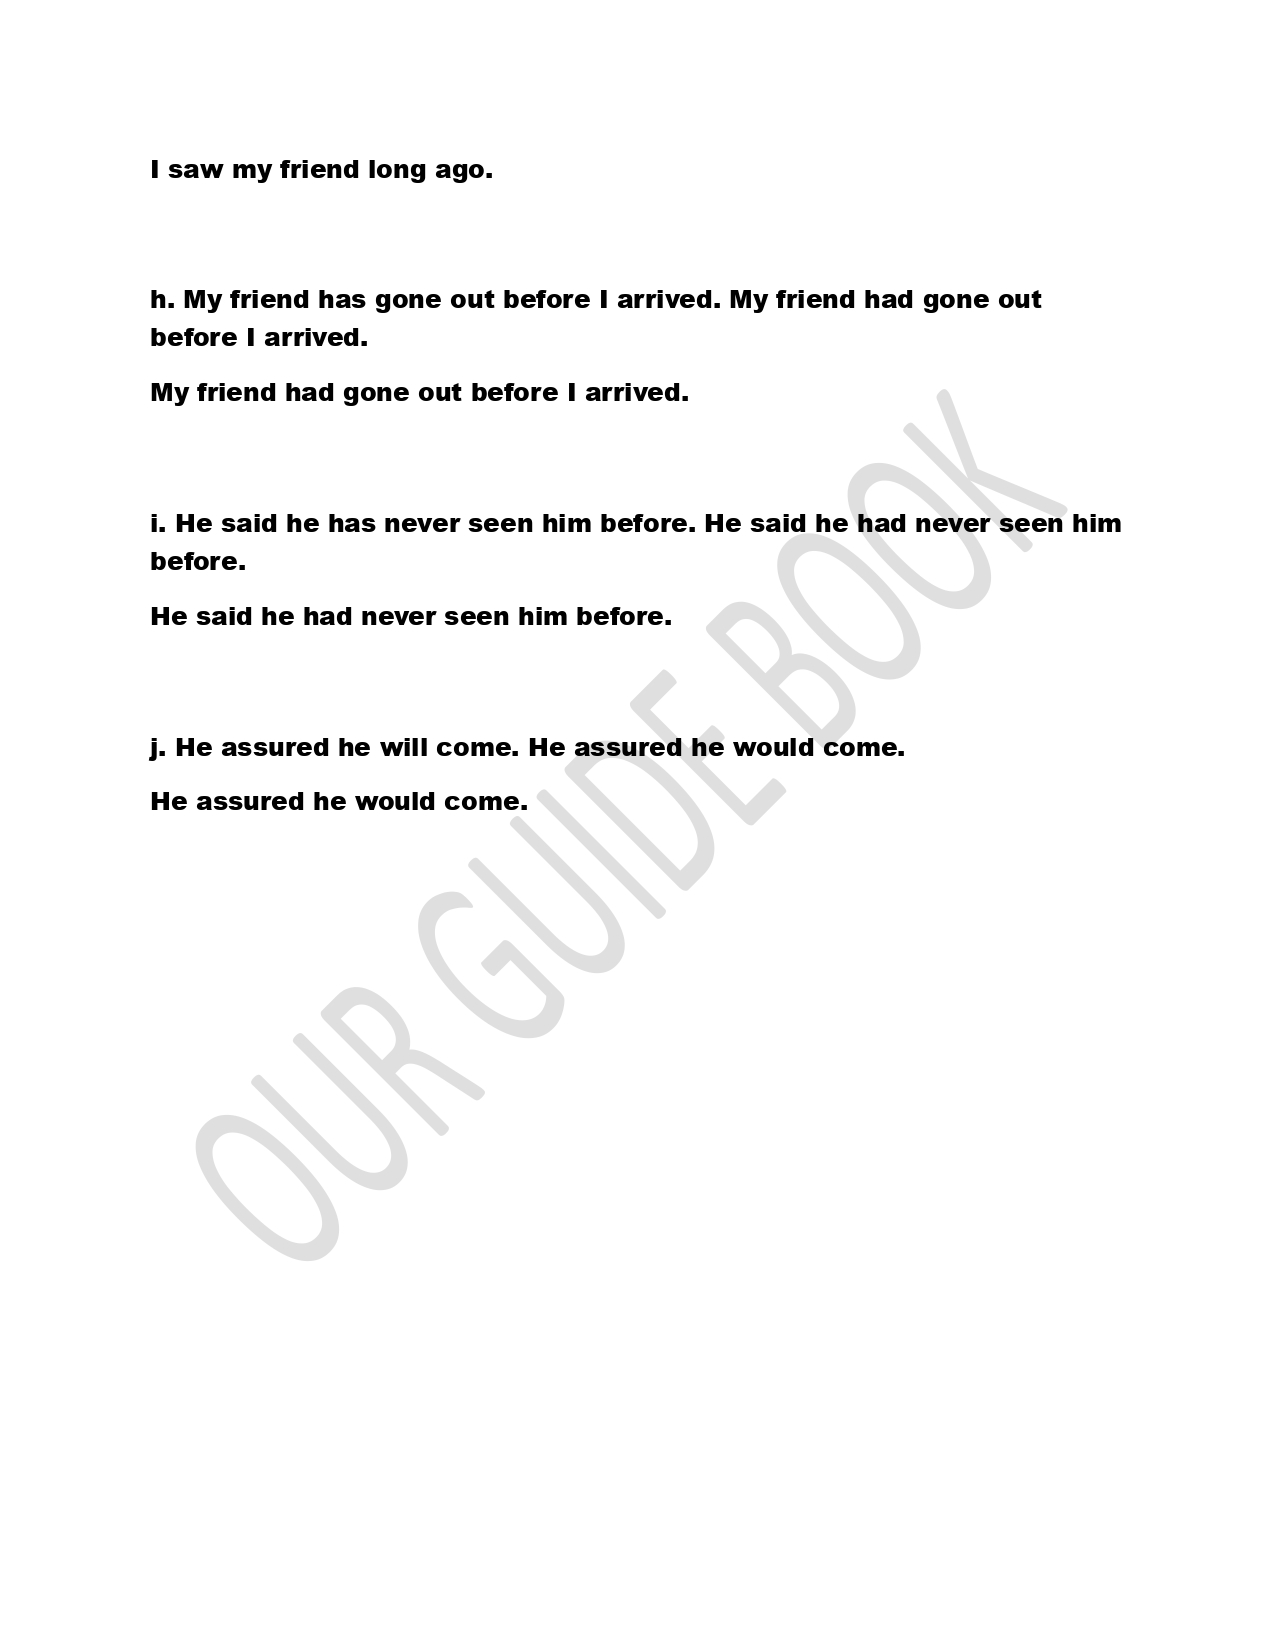 I saw my friend long ago.
h. My friend has gone out before I arrived. My friend had gone out
before I arrived.
My friend had gone out before I arrived.
i. He said he has never seen him before. He said he had never seen him
before.
He said he had never seen him before.
j. He assured he will come. He assured he would come.
He assured he would come.
OUR GUIDE BOOK